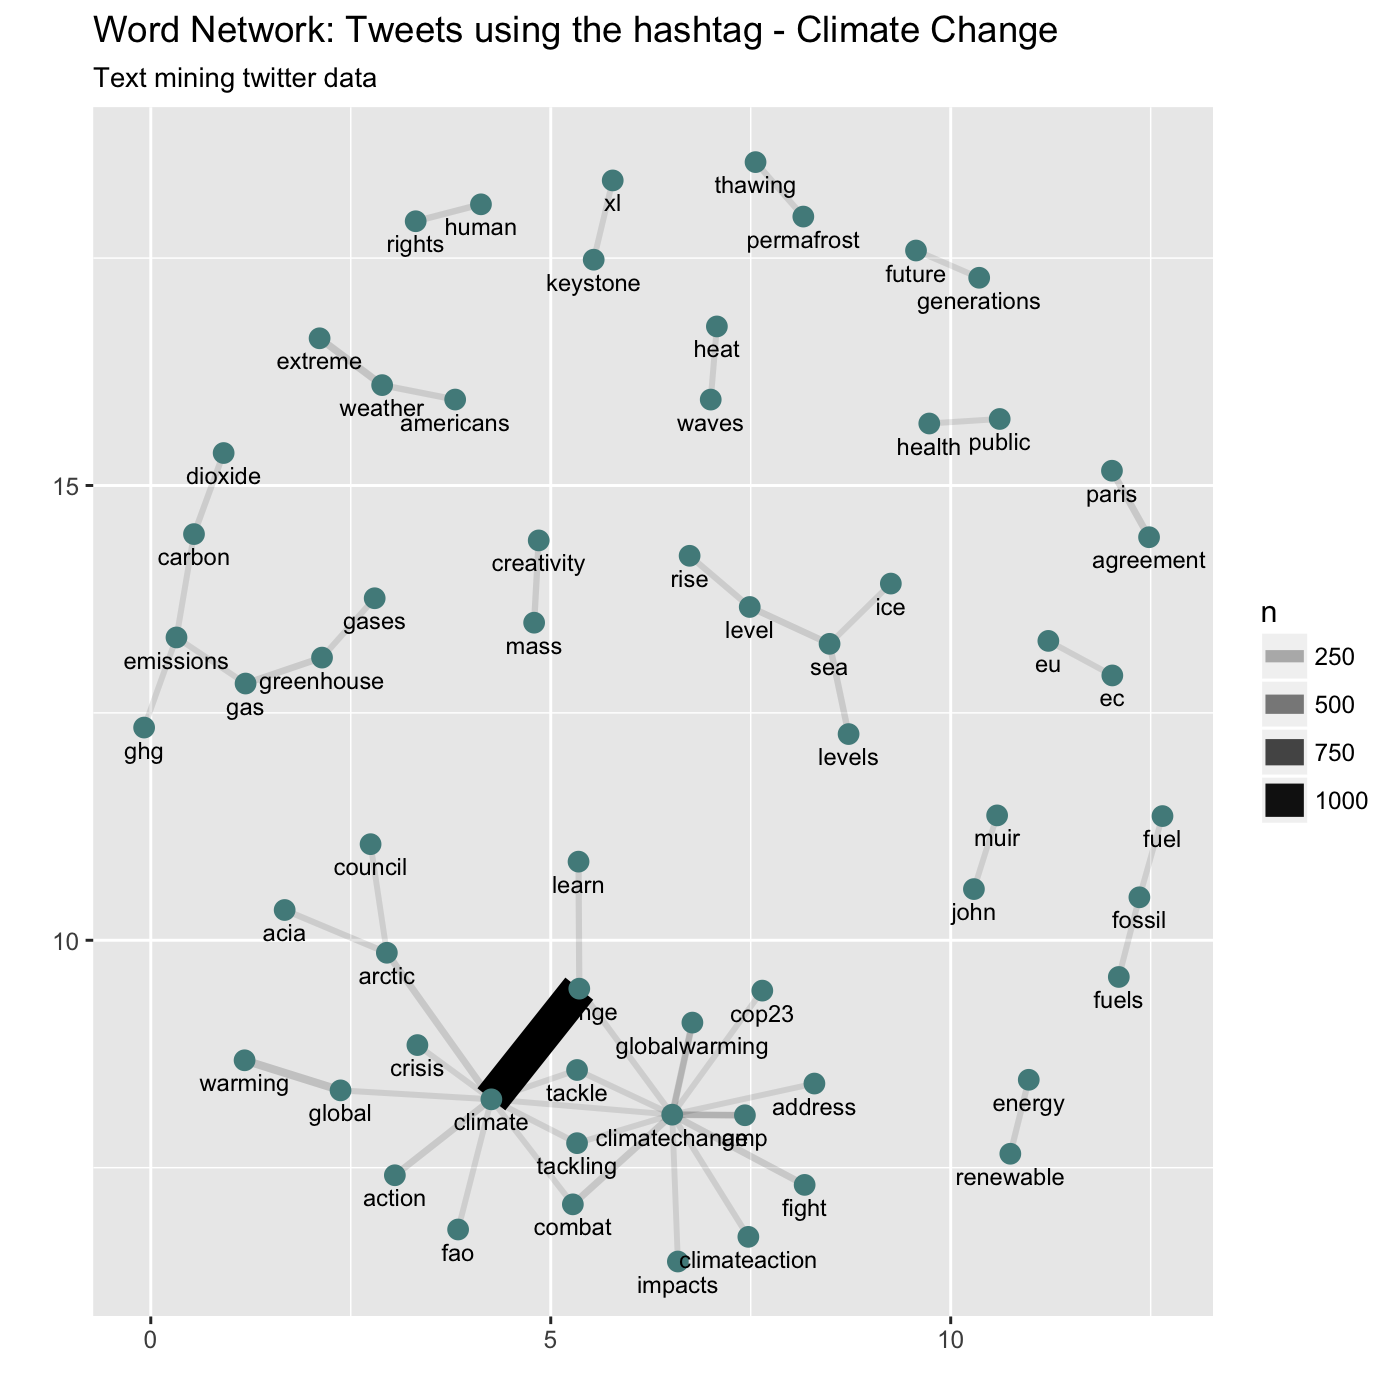 Word Network: Tweets using the hashtag - Climate Change
Text mining twitter data
thawing
xl
human
rights
permafrost
future
keystone
generations
heat
extreme
weather
americans
waves
health
public
dioxide
15
paris
carbon
creativity
agreement
rise
ice
gases
level
mass
emissions
sea
eu
greenhouse
gas
ec
ghg
levels
n
250
500
750
1000
muir
fuel
council
learn
john
fossil
acia
10
arctic
fuels
nge
cop23
globalwarming
crisis
warming
tackle
energy
global
address
climate
climatechange
amp
tackling
renewable
action
fight
combat
fao
climateaction
impacts
0
5
10